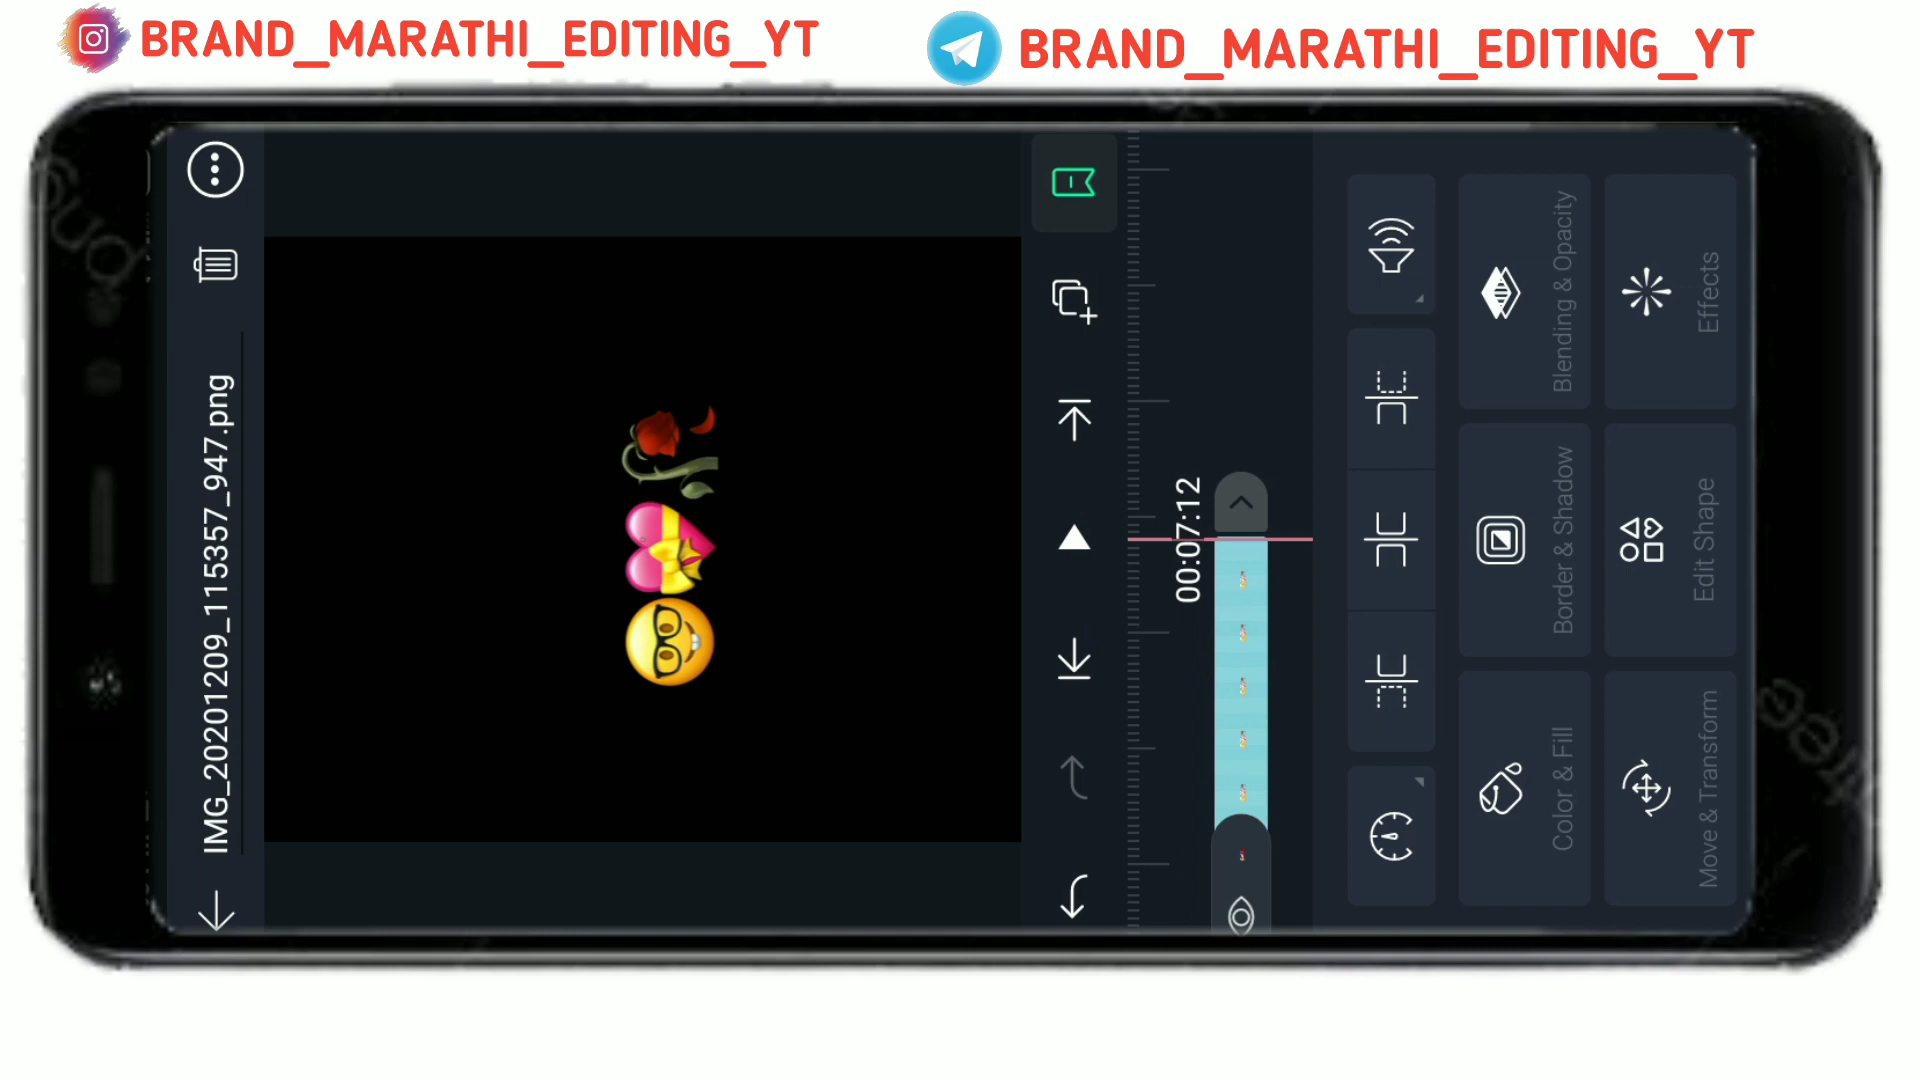 BRAND_MARATHI_EDITING_YT
BRAND_MARATHI_EDITING_YT
IMG_20201209_115357_947.png
00:07:12
Color & Fill
Border & Shadow
Blending & Opacity
Move & Transform
Edit Shape
Effects